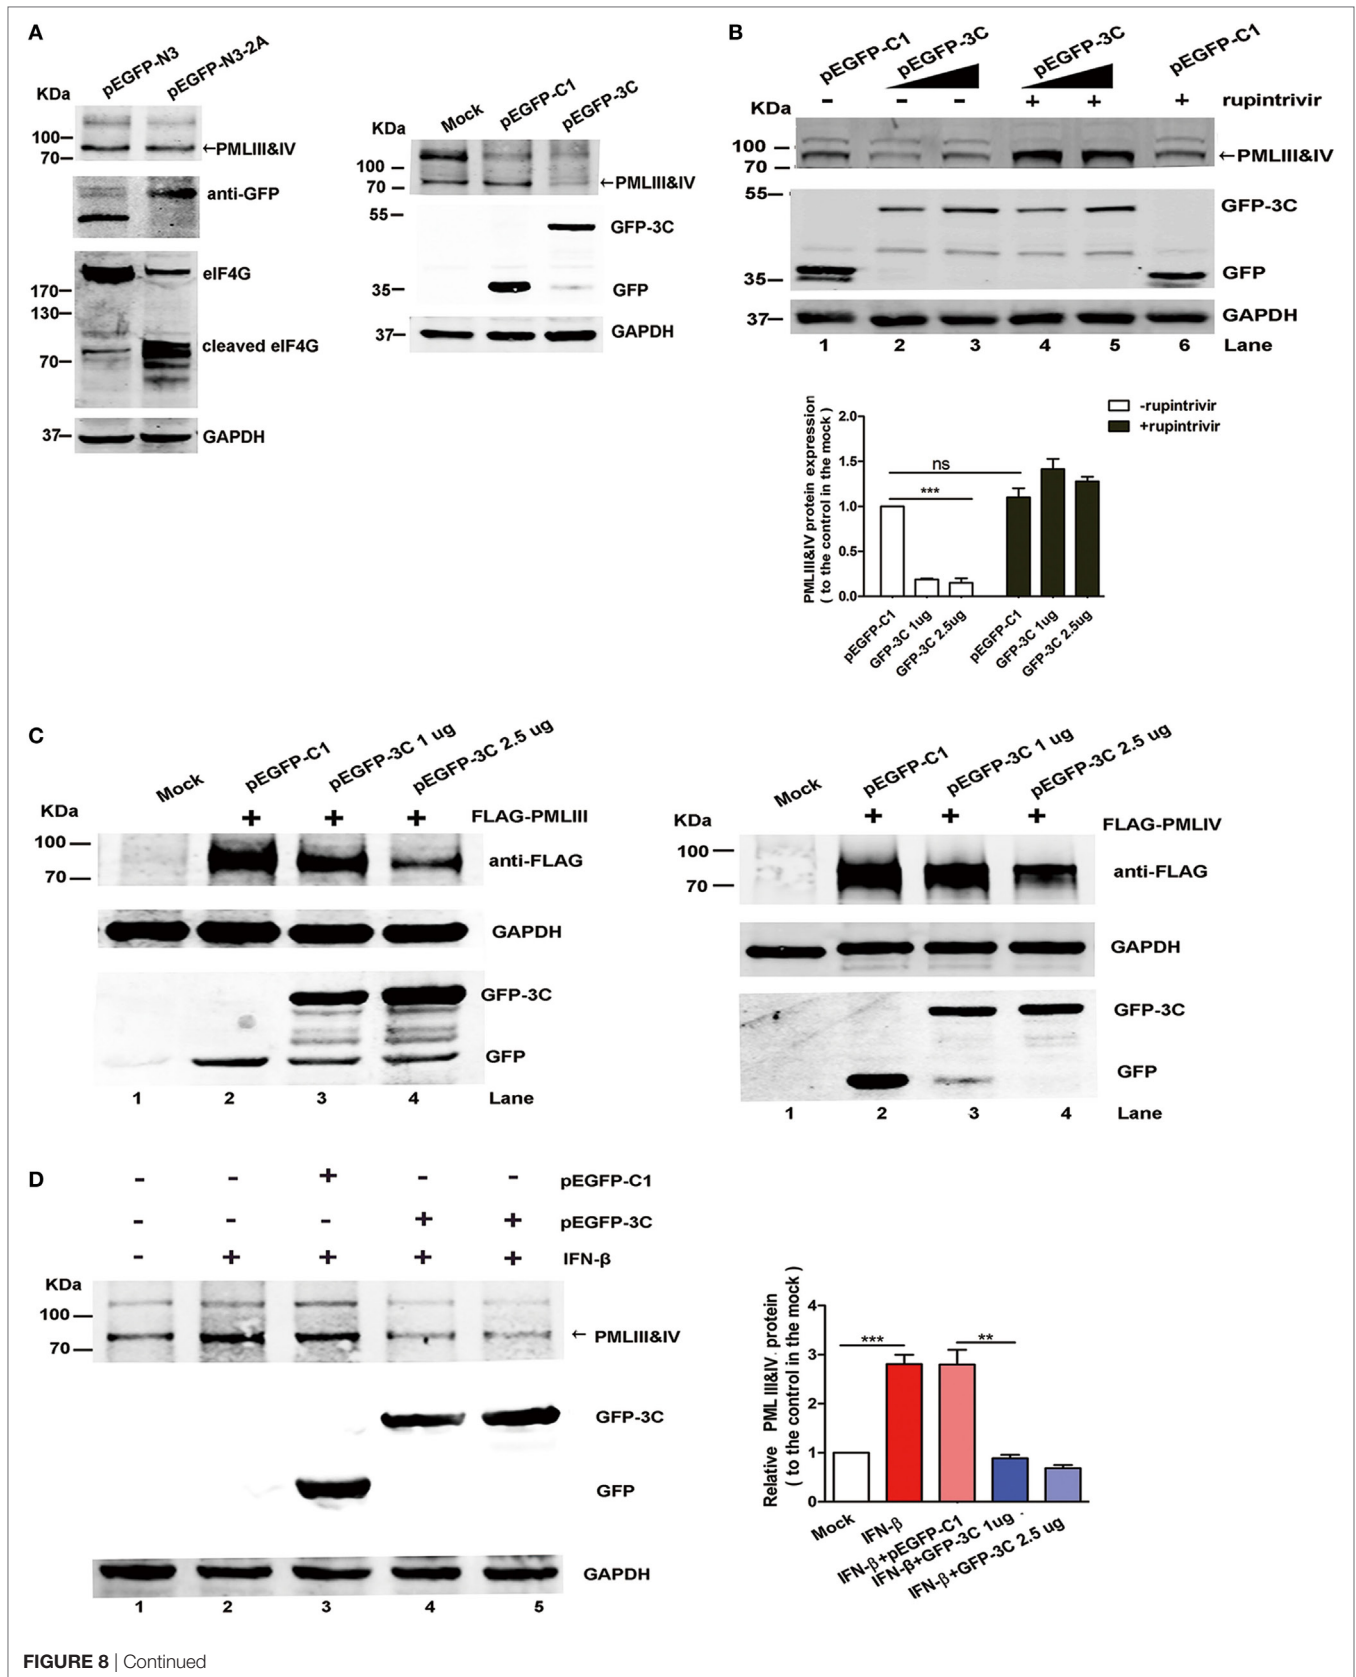 A
pEGFP-N3
pEGFP-N3-2A
KDa
100
70
←PMLIII&IV
anti-GFP
eIF4G
170
130
cleaved eIF4G
70
37
GAPDH
KDa
Mock
pEGFP-C1
pEGFP-3C
100
70
←PMLIII&IV
55
GFP-3C
35
GFP
37
GAPDH
B
pEGFP-C1
pEGFP-3C
pEGFP-3C
pEGFP-C1
KDa
- - - + + + rupintrivir
100
70
←PMLIII&IV
55
GFP-3C
35
GFP
37
GAPDH
1 2 3 4 5 6 Lane
PMLIII&IV protein expression
( to the control in the mock )
2.0
1.5
1.0
0.5
0.0
ns
***
-rupintrivir
+rupintrivir
pEGFP-C1
GFP-3C 1ug
GFP-3C 2.5ug
pEGFP-C1
GFP-3C 1ug
GFP-3C 2.5ug
C
Mock
pEGFP-C1
pEGFP-3C 1 ug
pEGFP-3C 2.5 ug
KDa
+ + + FLAG-PMLIII
100
70
anti-FLAG
GAPDH
GFP-3C
GFP
1 2 3 4 Lane
Mock
pEGFP-C1
pEGFP-3C 1 ug
pEGFP-3C 2.5 ug
KDa
+ + + FLAG-PMLIV
100
70
anti-FLAG
GAPDH
GFP-3C
GFP
1 2 3 4 Lane
D
- - + - - pEGFP-C1
- - - + + pEGFP-3C
- + + + + IFN-β
KDa
100
70
← PMLIII&IV
GFP-3C
GFP
GAPDH
1 2 3 4 5
Relative PML III&IV. protein
( to the control in the mock )
4
3
2
1
0
***
**
Mock
IFN-β
IFN-β+pEGFP-C1
IFN-β+GFP-3C 1ug .
IFN-β+GFP-3C 2.5 ug
FIGURE 8 | Continued